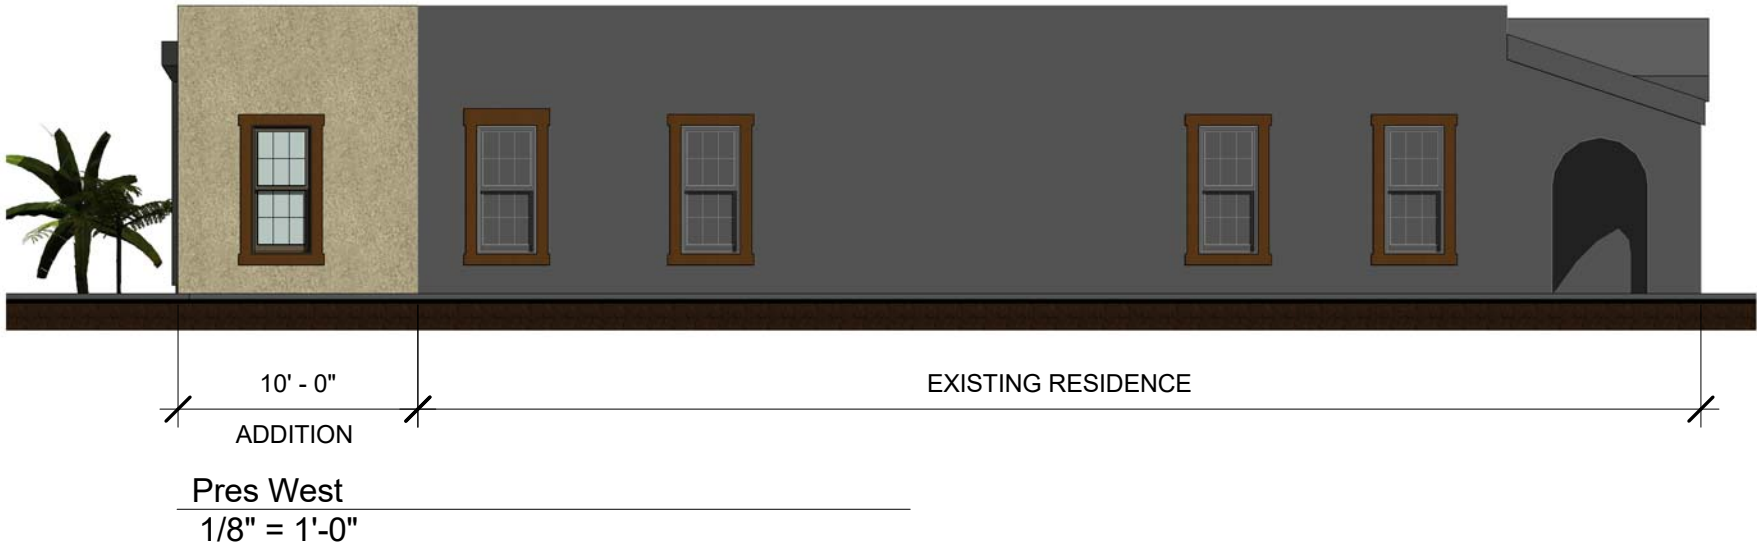 10' - 0"
EXISTING RESIDENCE
ADDITION
Pres West
1/8" = 1'-0"